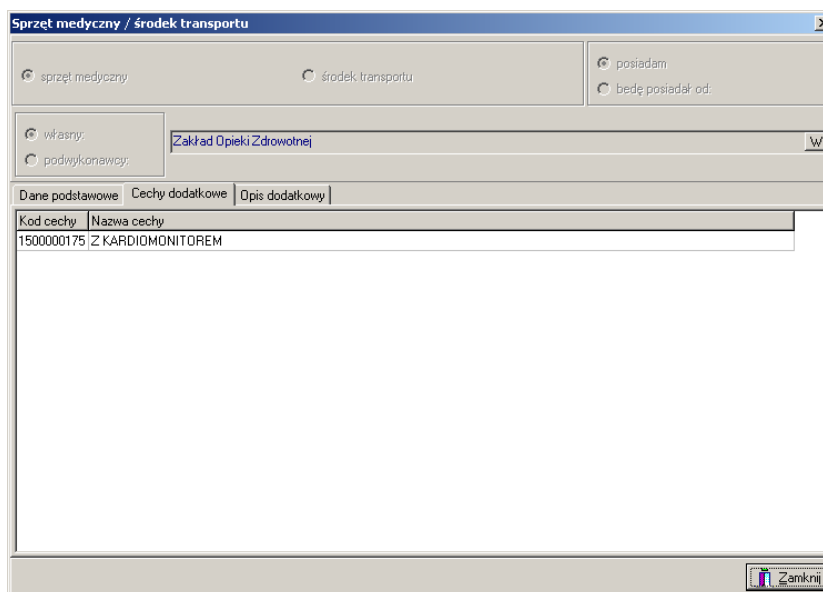 Sprzęt medyczny / środek transportu
sprzęt medyczny
środek transportu
posiadam
bedę posiadał od:
własny:
podwykonawcy:
Zakład Opieki Zdrowotnej
W
Dane podstawowe Cechy dodatkowe Opis dodatkowy
Kod cechy Nazwa cechy
1500000175 Z KARDIOMONITOREM
Zamknij